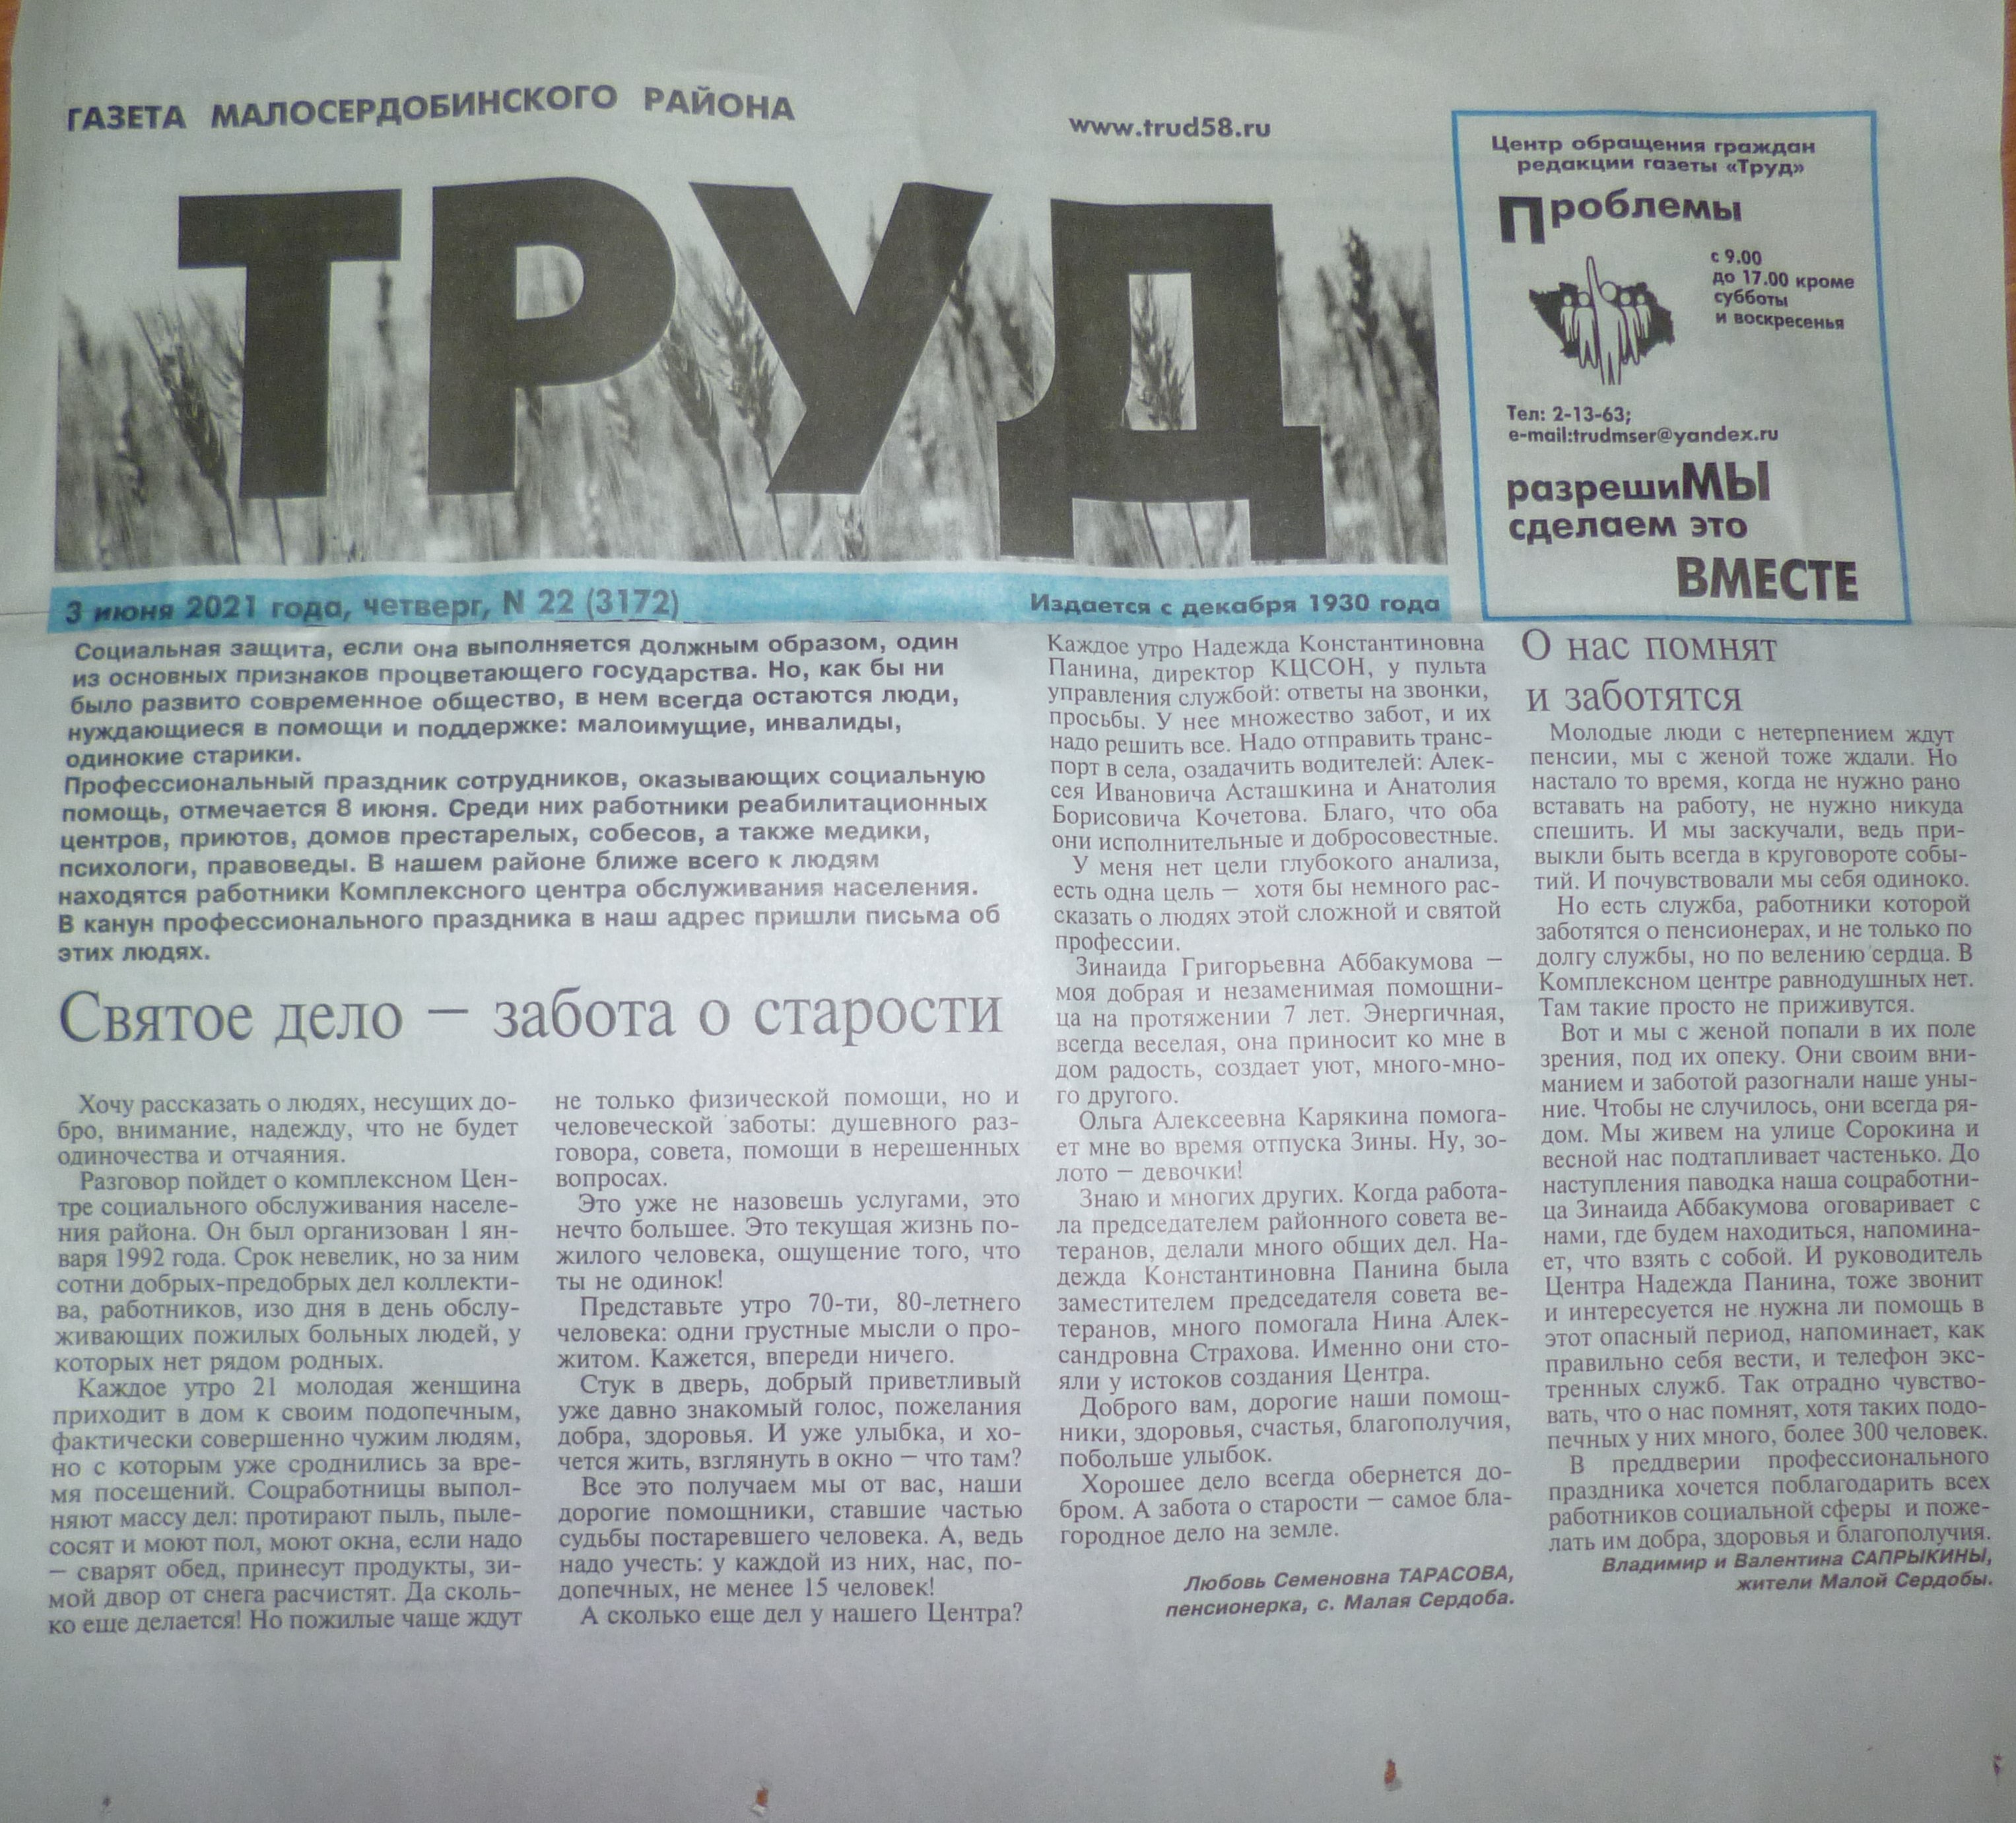 ГАЗЕТА МАЛОСЕРДОБИНСКОГО РАЙОНА
www.trud58.ru
ТРУД
3 июня 2021 года, четверг, N 22 (3172)
Издается с декабря 1930 года
Центр обращения граждан
редакции газеты «Труд»
Проблемы
с 9.00
до 17.00 кроме
субботы
и воскресенья
Тел: 2-13-63;
e-mail:trudmser@yandex.ru
разрешиМЫ
сделаем это
ВМЕСТЕ
Социальная защита, если она выполняется должным образом, один
из основных признаков процветающего государства. Но, как бы ни
было развито современное общество, в нем всегда остаются люди,
нуждающиеся в помощи и поддержке: малоимущие, инвалиды,
одинокие старики.
Профессиональный праздник сотрудников, оказывающих социальную
помощь, отмечается 8 июня. Среди них работники реабилитационных
центров, приютов, домов престарелых, собесов, а также медики,
психологи, правоведы. В нашем районе ближе всего к людям
находятся работники Комплексного центра обслуживания населения.
В канун профессионального праздника в наш адрес пришли письма об
этих людях.
Святое дело – забота о старости
Хочу рассказать о людях, несущих до-
бро, внимание, надежду, что не будет
одиночества и отчаяния.
Разговор пойдет о комплексном Цен-
тре социального обслуживания населе-
ния района. Он был организован 1 ян-
варя 1992 года. Срок невелик, но за ним
сотни добрых-предобрых дел коллекти-
ва, работников, изо дня в день обслу-
живающих пожилых больных людей, у
которых нет рядом родных.
Каждое утро 21 молодая женщина
приходит в дом к своим подопечным,
фактически совершенно чужим людям,
но с которым уже сроднились за вре-
мя посещений. Соцработницы выпол-
няют массу дел: протирают пыль, пыле-
сосят и моют пол, моют окна, если надо
– сварят обед, принесут продукты, зи-
мой двор от снега расчистят. Да сколь-
ко еще делается! Но пожилые чаще ждут
не только физической помощи, но и
человеческой заботы: душевного раз-
говора, совета, помощи в нерешенных
вопросах.
Это уже не назовешь услугами, это
нечто большее. Это текущая жизнь по-
жилого человека, ощущение того, что
ты не одинок!
Представьте утро 70-ти, 80-летнего
человека: одни грустные мысли о про-
житом. Кажется, впереди ничего.
Стук в дверь, добрый приветливый
уже давно знакомый голос, пожелания
добра, здоровья. И уже улыбка, и хо-
чется жить, взглянуть в окно – что там?
Все это получаем мы от вас, наши
дорогие помощники, ставшие частью
судьбы постаревшего человека. А, ведь
надо учесть: у каждой из них, нас, по-
допечных, не менее 15 человек!
А сколько еще дел у нашего Центра?
Каждое утро Надежда Константиновна
Панина, директор КЦСОН, у пульта
управления службой: ответы на звонки,
просьбы. У нее множество забот, и их
надо решить все. Надо отправить транс-
порт в села, озадачить водителей: Алек-
сея Ивановича Асташкина и Анатолия
Борисовича Кочетова. Благо, что оба
они исполнительные и добросовестные.
У меня нет цели глубокого анализа,
есть одна цель – хотя бы немного рас-
сказать о людях этой сложной и святой
профессии.
Зинаида Григорьевна Аббакумова –
моя добрая и незаменимая помощни-
ца на протяжении 7 лет. Энергичная,
всегда веселая, она приносит ко мне в
дом радость, создает уют, много-мно-
го другого.
Ольга Алексеевна Карякина помога-
ет мне во время отпуска Зины. Ну, зо-
лото – девочки!
Знаю и многих других. Когда работа-
ла председателем районного совета ве-
теранов, делали много общих дел. На-
дежда Константиновна Панина была
заместителем председателя совета ве-
теранов, много помогала Нина Алек-
сандровна Страхова. Именно они сто-
яли у истоков создания Центра.
Доброго вам, дорогие наши помощ-
ники, здоровья, счастья, благополучия,
побольше улыбок.
Хорошее дело всегда обернется до-
бром. А забота о старости – самое бла-
городное дело на земле.
Любовь Семеновна ТАРАСОВА,
пенсионерка, с. Малая Сердоба.
О нас помнят
и заботятся
Молодые люди с нетерпением ждут
пенсии, мы с женой тоже ждали. Но
настало то время, когда не нужно рано
вставать на работу, не нужно никуда
спешить. И мы заскучали, ведь при-
выкли быть всегда в круговороте собы-
тий. И почувствовали мы себя одиноко.
Но есть служба, работники которой
заботятся о пенсионерах, и не только по
долгу службы, но по велению сердца. В
Комплексном центре равнодушных нет.
Там такие просто не приживутся.
Вот и мы с женой попали в их поле
зрения, под их опеку. Они своим вни-
манием и заботой разогнали наше уны-
ние. Чтобы не случилось, они всегда ря-
дом. Мы живем на улице Сорокина и
весной нас подтапливает частенько. До
наступления паводка наша соцработни-
ца Зинаида Аббакумова оговаривает с
нами, где будем находиться, напомина-
ет, что взять с собой. И руководитель
Центра Надежда Панина, тоже звонит
и интересуется не нужна ли помощь в
этот опасный период, напоминает, как
правильно себя вести, и телефон экс-
тренных служб. Так отрадно чувство-
вать, что о нас помнят, хотя таких подо-
печных у них много, более 300 человек.
В преддверии профессионального
праздника хочется поблагодарить всех
работников социальной сферы и поже-
лать им добра, здоровья и благополучия.
Владимир и Валентина САПРЫКИНЫ,
жители Малой Сердобы.